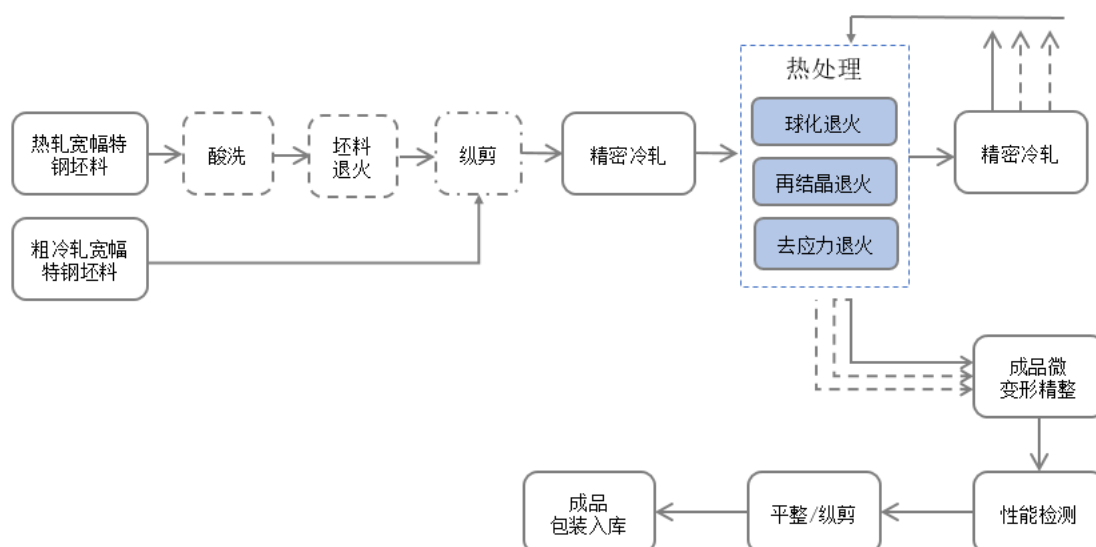 热处理
热轧宽幅特
钢坯料
酸洗
坯料
退火
纵剪
精密冷轧
球化退火
再结晶退火
去应力退火
精密冷轧
粗冷轧宽幅
特钢坯料
成品微
变形精整
成品
包装入库
平整/纵剪
性能检测